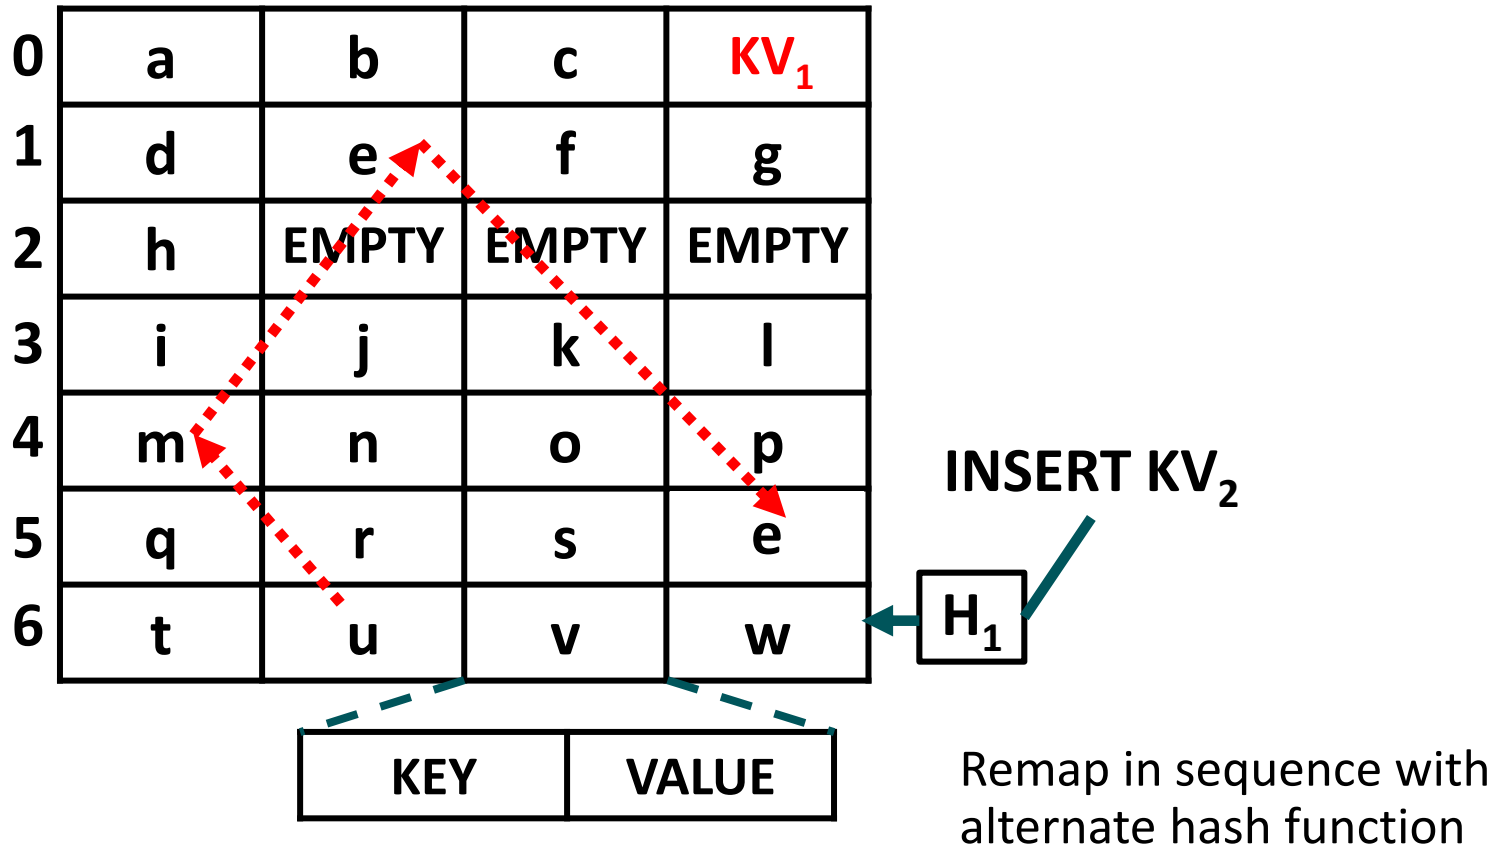 0 a b c KV₁
1 d e f g
2 h EMPTY EMPTY EMPTY
3 i j k l
4 m n o p
5 q r s e
6 t u v w
INSERT KV₂
H₁
KEY VALUE
Remap in sequence with
alternate hash function